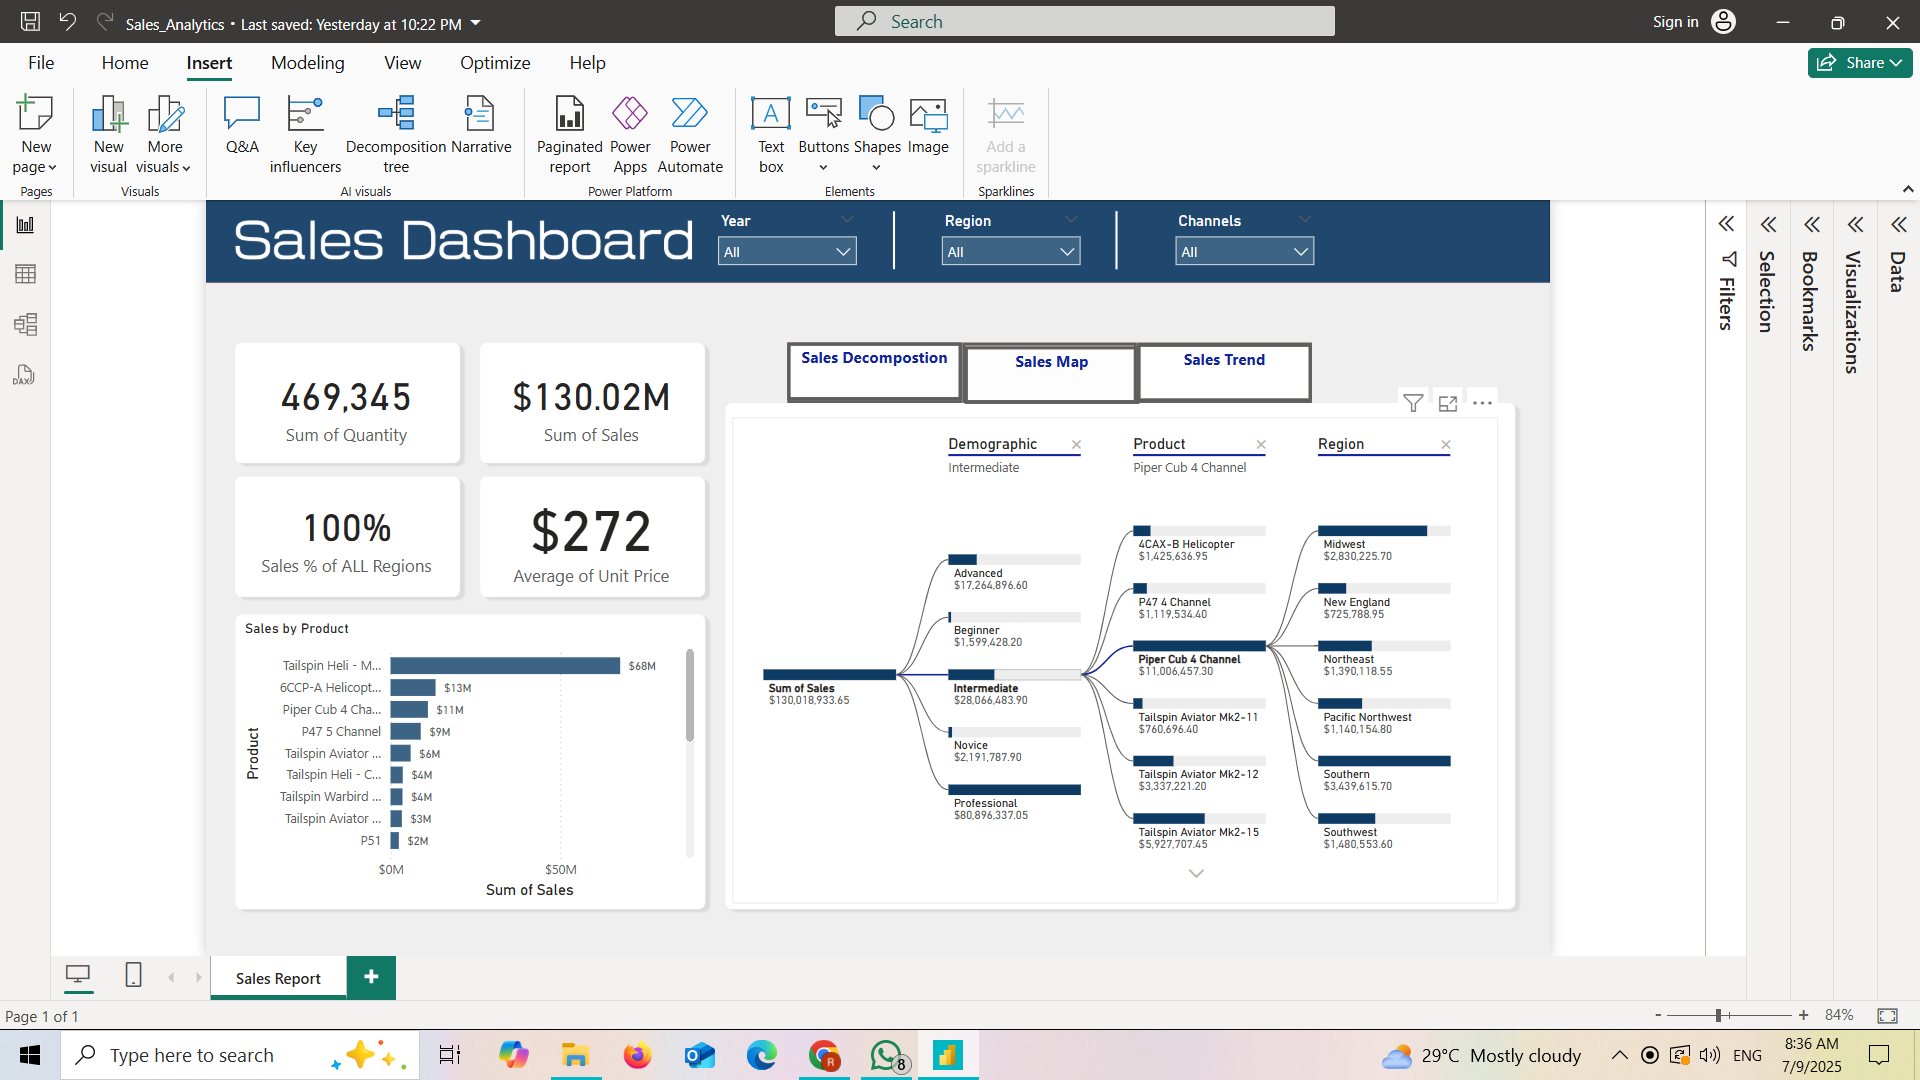 Sales_Analytics • Last saved: Yesterday at 10:22 PM
Search
Sign in
File Home Insert Modeling View Optimize Help
Share
New page
New visual
More visuals
Q&A
Key influencers
Decomposition tree
Narrative
Paginated report
Power Apps
Power Automate
Text box
Buttons
Shapes
Image
Add a sparkline
Pages Visuals AI visuals Power Platform Elements Sparklines
DAX
Sales Dashboard
Year
All
Region
All
Channels
All
Filters
Selection
Bookmarks
Visualizations
Data
469,345
Sum of Quantity
$130.02M
Sum of Sales
100%
Sales % of ALL Regions
$272
Average of Unit Price
Sales by Product
Product
Tailspin Heli - M... $68M
6CCP-A Helicopt... $13M
Piper Cub 4 Cha... $11M
P47 5 Channel $9M
Tailspin Aviator ... $6M
Tailspin Heli - C... $4M
Tailspin Warbird ... $4M
Tailspin Aviator ... $3M
P51 $2M
$0M $50M
Sum of Sales
Sales Decompostion
Sales Map
Sales Trend
Demographic
Intermediate
Product
Piper Cub 4 Channel
Region
Sum of Sales
$130,018,933.65
Advanced
$17,264,896.60
Beginner
$1,599,428.20
Intermediate
$28,066,483.90
Novice
$2,191,787.90
Professional
$80,896,337.05
4CAX-B Helicopter
$1,425,636.95
P47 4 Channel
$1,119,534.40
Piper Cub 4 Channel
$11,006,457.30
Tailspin Aviator Mk2-11
$760,696.40
Tailspin Aviator Mk2-12
$3,337,221.20
Tailspin Aviator Mk2-15
$5,927,707.45
Midwest
$2,830,225.70
New England
$725,788.95
Northeast
$1,390,118.55
Pacific Northwest
$1,140,154.80
Southern
$3,439,615.70
Southwest
$1,480,553.60
Sales Report
Page 1 of 1
84%
Type here to search
8
29°C Mostly cloudy
ENG
8:36 AM
7/9/2025